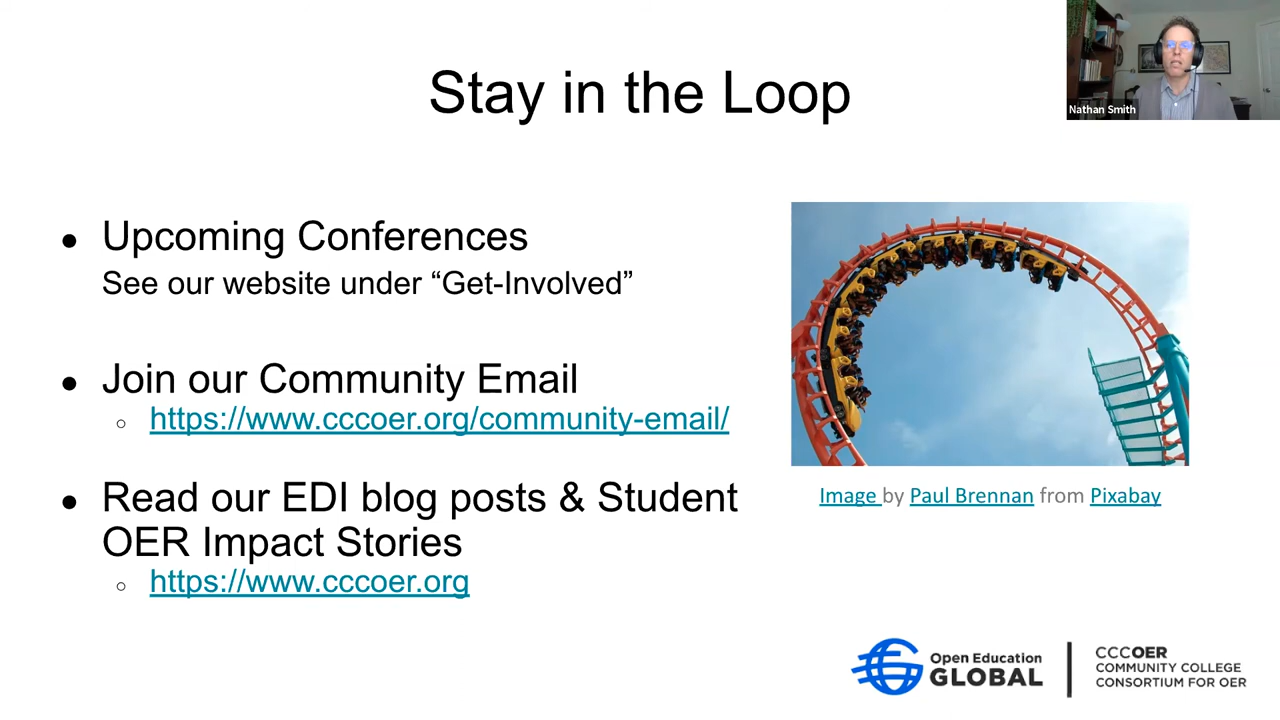 Stay in the Loop
Nathan Smith
● Upcoming Conferences
See our website under “Get-Involved”
● Join our Community Email
○ https://www.cccoer.org/community-email/
● Read our EDI blog posts & Student
OER Impact Stories
○ https://www.cccoer.org
Image by Paul Brennan from Pixabay
Open Education
GLOBAL
CCCOER
COMMUNITY COLLEGE
CONSORTIUM FOR OER